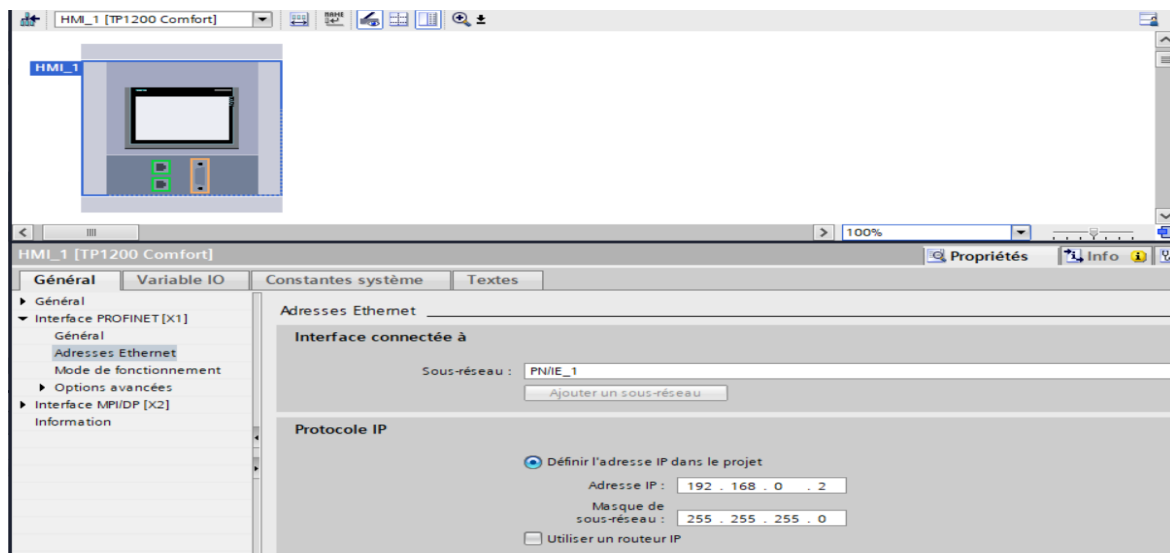 HMI_1 [TP1200 Comfort]
HMI_1
100%
HMI_1 [TP1200 Comfort]
Propriétés
Info
Général
Variable IO
Constantes système
Textes
Général
Interface PROFINET [X1]
Général
Adresses Ethernet
Mode de fonctionnement
Options avancées
Interface MPI/DP [X2]
Information
Adresses Ethernet
Interface connectée à
Sous-réseau : PN/IE_1
Ajouter un sous-réseau
Protocole IP
Définir l'adresse IP dans le projet
Adresse IP : 192 . 168 . 0 . 2
Masque de
sous-réseau : 255 . 255 . 255 . 0
Utiliser un routeur IP